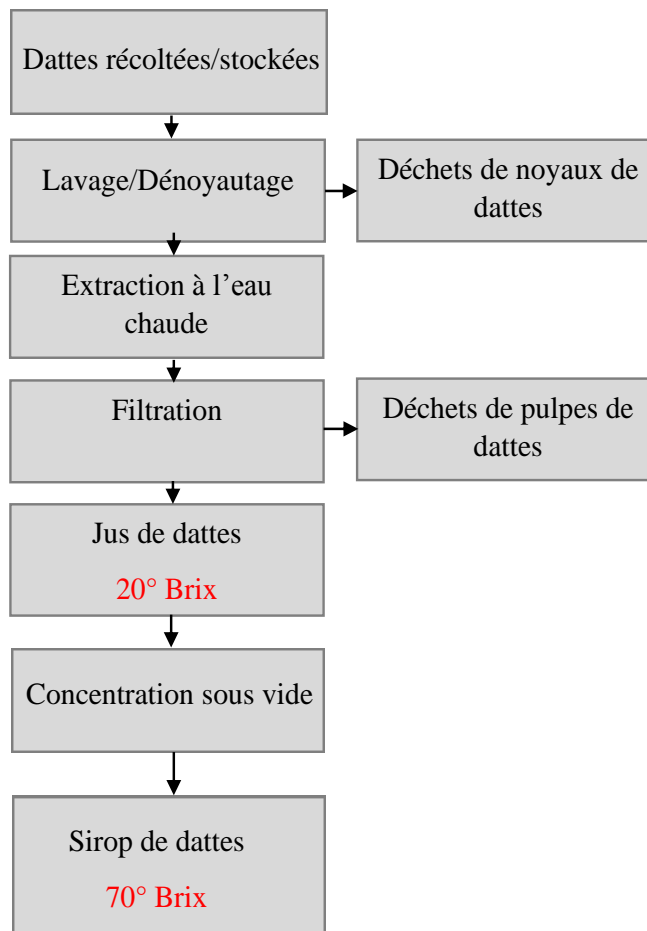 Dattes récoltées/stockées
Lavage/Dénoyautage
Déchets de noyaux de
dattes
Extraction à l'eau
chaude
Filtration
Déchets de pulpes de
dattes
Jus de dattes
20° Brix
Concentration sous vide
Sirop de dattes
70° Brix